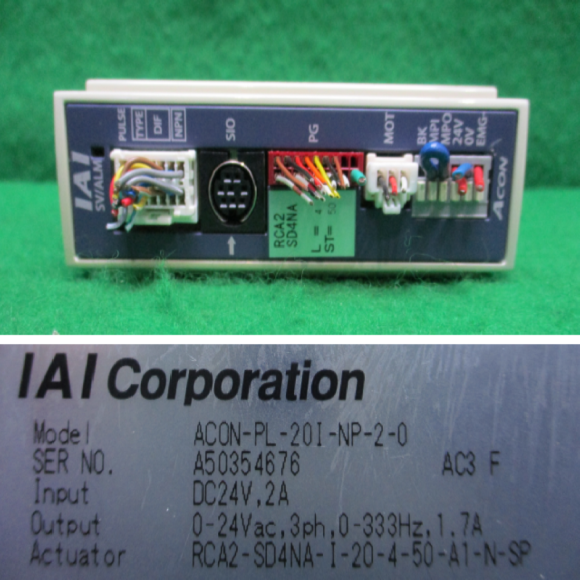 IAI
SV/ALM
PULSE
TYPE
DIF
NPN
SIO
PG
MOT
BK
MPI
MPO
24V
0V
EMG-
ACON
RCA2
SD4NA
L = 4
ST= 50
IAI Corporation
Model ACON-PL-20I-NP-2-0
SER NO. A50354676 AC3 F
Input DC24V,2A
Output 0-24Vac,3ph,0-333Hz,1.7A
Actuator RCA2-SD4NA-I-20-4-50-A1-N-SP